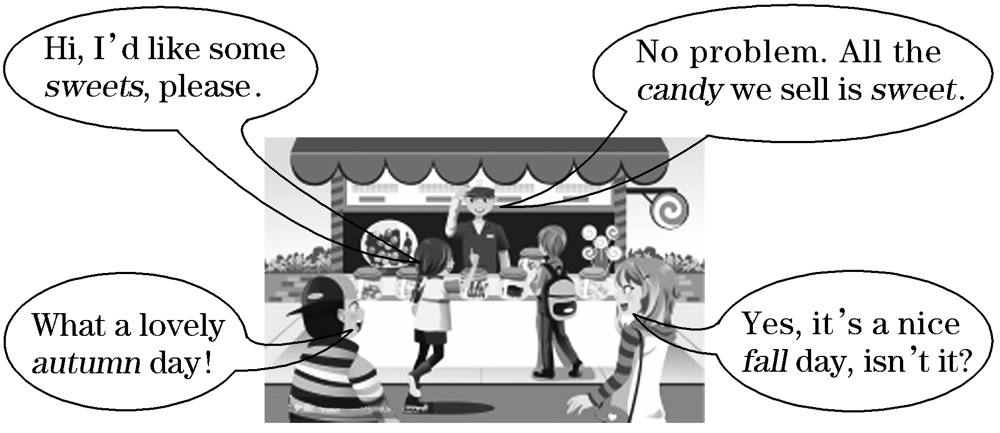 Hi, I'd like some
sweets, please.
No problem. All the
candy we sell is sweet.
What a lovely
autumn day!
Yes, it's a nice
fall day, isn't it?